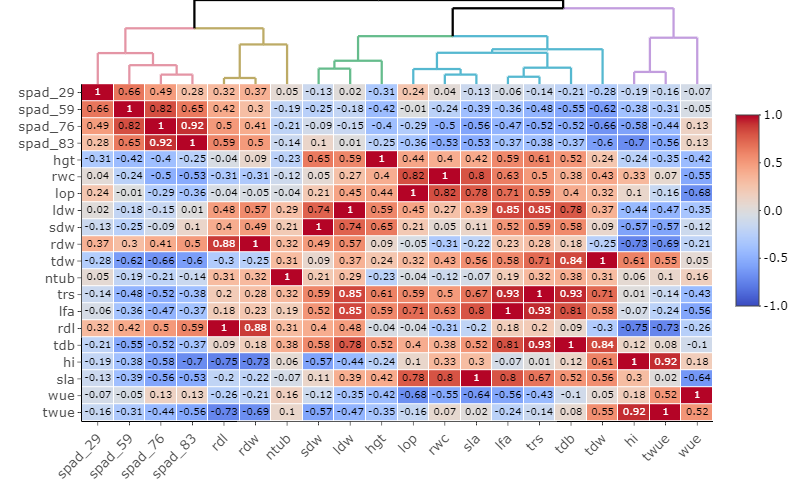 spad_29 1 0.66 0.49 0.28 0.32 0.37 0.05 -0.13 0.02 -0.31 0.24 0.04 -0.13 -0.06 -0.14 -0.21 -0.28 -0.19 -0.16 -0.07
spad_59 0.66 1 0.82 0.65 0.42 0.3 -0.19 -0.25 -0.18 -0.42 -0.01 -0.24 -0.39 -0.36 -0.48 -0.55 -0.62 -0.38 -0.31 -0.05
spad_76 0.49 0.82 1 0.92 0.5 0.41 -0.21 -0.09 -0.15 -0.4 -0.29 -0.5 -0.56 -0.47 -0.52 -0.52 -0.66 -0.58 -0.44 0.13
spad_83 0.28 0.65 0.92 1 0.59 0.5 -0.14 0.1 0.01 -0.25 -0.36 -0.53 -0.53 -0.37 -0.38 -0.37 -0.6 -0.7 -0.56 0.13
hgt -0.31 -0.42 -0.4 -0.25 -0.04 0.09 -0.23 0.65 0.59 1 0.44 0.4 0.42 0.59 0.61 0.52 0.24 -0.24 -0.35 -0.42
rwc 0.04 -0.24 -0.5 -0.53 -0.31 -0.31 -0.12 0.05 0.27 0.4 0.82 1 0.8 0.63 0.5 0.38 0.43 0.33 0.07 -0.55
lop 0.24 -0.01 -0.29 -0.36 -0.04 -0.05 -0.04 0.21 0.45 0.44 1 0.82 0.78 0.71 0.59 0.4 0.32 0.1 -0.16 -0.68
ldw 0.02 -0.18 -0.15 0.01 0.48 0.57 0.29 0.74 1 0.59 0.45 0.27 0.39 0.85 0.85 0.78 0.37 -0.44 -0.47 -0.35
sdw -0.13 -0.25 -0.09 0.1 0.4 0.49 0.21 1 0.74 0.65 0.21 0.05 0.11 0.52 0.59 0.58 0.09 -0.57 -0.57 -0.12
rdw 0.37 0.3 0.41 0.5 0.88 1 0.32 0.49 0.57 0.09 -0.05 -0.31 -0.22 0.23 0.28 0.18 -0.25 -0.73 -0.69 -0.21
tdw -0.28 -0.62 -0.66 -0.6 -0.3 -0.25 0.31 0.09 0.37 0.24 0.32 0.43 0.56 0.58 0.71 0.84 1 0.61 0.55 0.05
ntub 0.05 -0.19 -0.21 -0.14 0.31 0.32 1 0.21 0.29 -0.23 -0.04 -0.12 -0.07 0.19 0.32 0.38 0.31 0.06 0.1 0.16
trs -0.14 -0.48 -0.52 -0.38 0.2 0.28 0.32 0.59 0.85 0.61 0.59 0.5 0.67 0.93 1 0.93 0.71 0.01 -0.14 -0.43
lfa -0.06 -0.36 -0.47 -0.37 0.18 0.23 0.19 0.52 0.85 0.59 0.71 0.63 0.8 1 0.93 0.81 0.58 -0.07 -0.24 -0.56
rdl 0.32 0.42 0.5 0.59 1 0.88 0.31 0.4 0.48 -0.04 -0.04 -0.31 -0.2 0.18 0.2 0.09 -0.3 -0.75 -0.73 -0.26
tdb -0.21 -0.55 -0.52 -0.37 0.09 0.18 0.38 0.58 0.78 0.52 0.4 0.38 0.52 0.81 0.93 1 0.84 0.12 0.08 -0.1
hi -0.19 -0.38 -0.58 -0.7 -0.75 -0.73 0.06 -0.57 -0.44 -0.24 0.1 0.33 0.3 -0.07 0.01 0.12 0.61 1 0.92 0.18
sla -0.13 -0.39 -0.56 -0.53 -0.2 -0.22 -0.07 0.11 0.39 0.42 0.78 0.8 1 0.8 0.67 0.52 0.56 0.3 0.02 -0.64
wue -0.07 -0.05 0.13 0.13 -0.26 -0.21 0.16 -0.12 -0.35 -0.42 -0.68 -0.55 -0.64 -0.56 -0.43 -0.1 0.05 0.18 0.52 1
twue -0.16 -0.31 -0.44 -0.56 -0.73 -0.69 0.1 -0.57 -0.47 -0.35 -0.16 0.07 0.02 -0.24 -0.14 0.08 0.55 0.92 1 0.52
spad_29 spad_59 spad_76 spad_83 rdl rdw ntub sdw ldw hgt lop rwc sla lfa trs tdb tdw hi twue wue
1.0
0.5
0.0
-0.5
-1.0